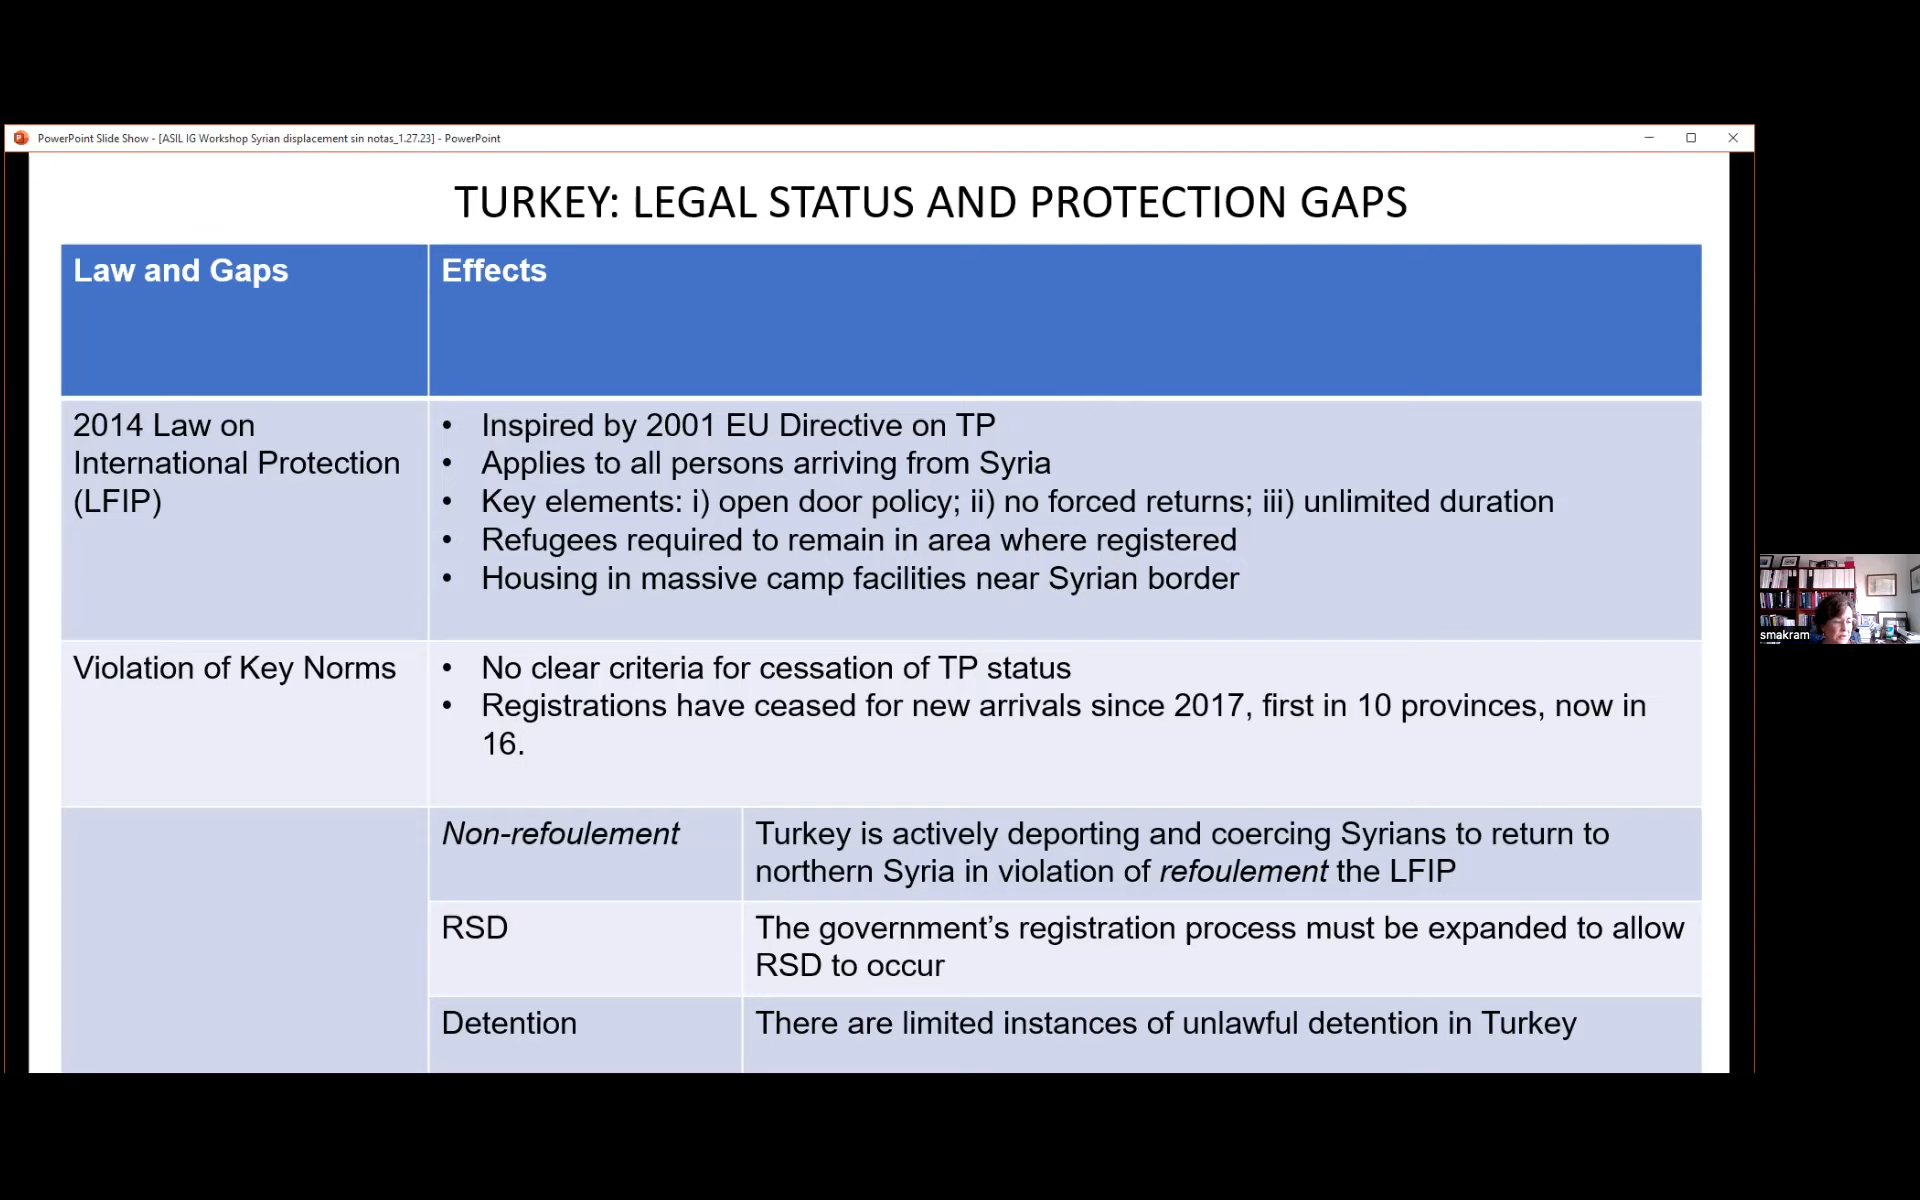 PowerPoint Slide Show - [ASIL IG Workshop Syrian displacement sin notas_1.27.23] - PowerPoint
TURKEY: LEGAL STATUS AND PROTECTION GAPS
Law and Gaps
Effects
2014 Law on
International Protection
(LFIP)
• Inspired by 2001 EU Directive on TP
• Applies to all persons arriving from Syria
• Key elements: i) open door policy; ii) no forced returns; iii) unlimited duration
• Refugees required to remain in area where registered
• Housing in massive camp facilities near Syrian border
Violation of Key Norms
• No clear criteria for cessation of TP status
• Registrations have ceased for new arrivals since 2017, first in 10 provinces, now in
16.
Non-refoulement
Turkey is actively deporting and coercing Syrians to return to
northern Syria in violation of refoulement the LFIP
RSD
The government’s registration process must be expanded to allow
RSD to occur
Detention
There are limited instances of unlawful detention in Turkey
smakram